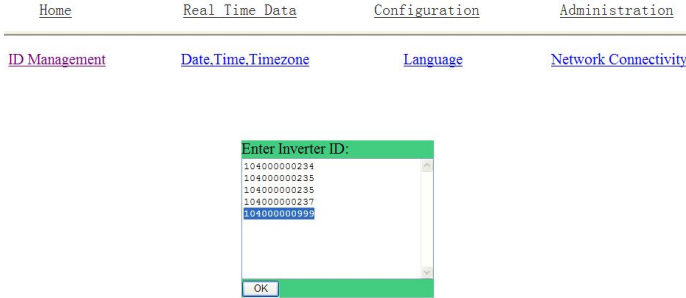 Home Real Time Data Configuration Administration
ID Management Date,Time,Timezone Language Network Connectivity
Enter Inverter ID:
104000000234
104000000235
104000000235
104000000237
104000000999
OK